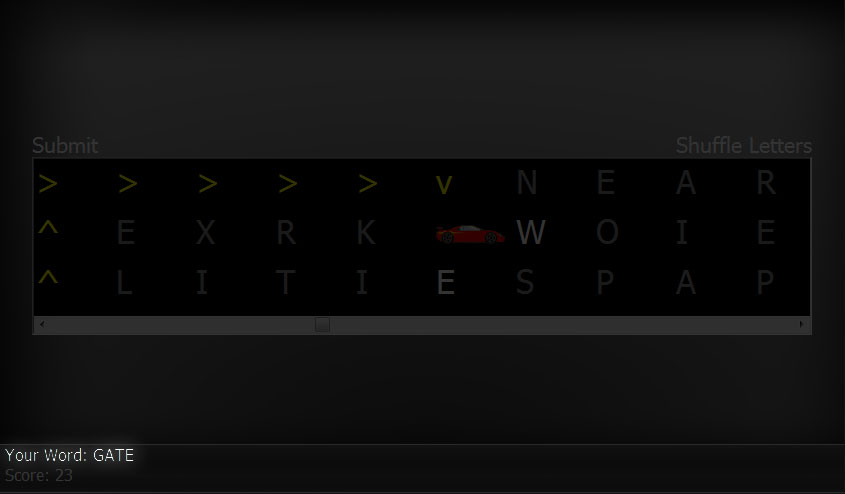 Submit Shuffle Letters
> > > > > v N E A R
^ E X R K W O I E
^ L I T I E S P A P
Your Word: GATE
Score: 23